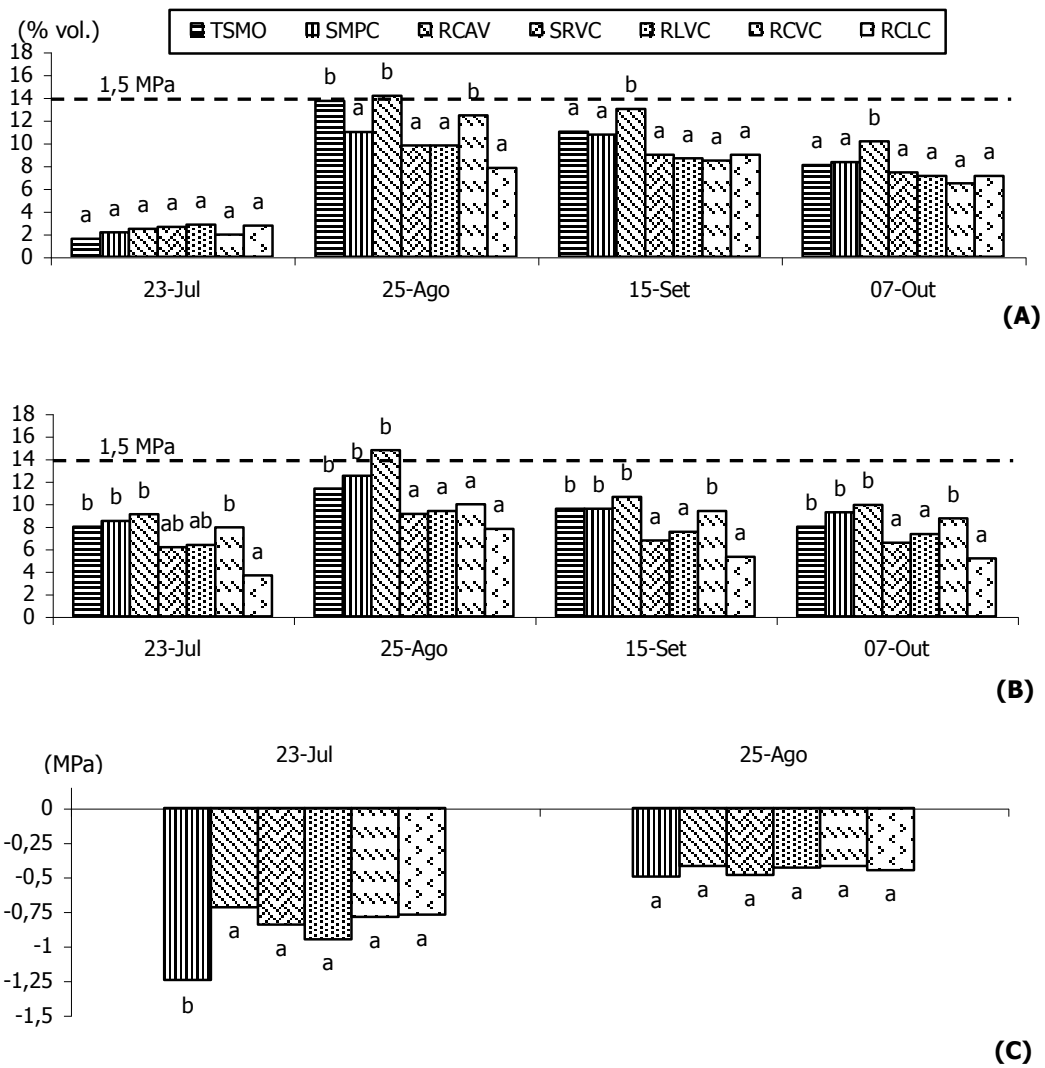 (% vol.) TSMO SMPC RCAV SRVC RLVC RCVC RCLC
18
16
14
12
10
8
6
4
2
0
1,5 MPa
a a a a a a a
b a b a a b a
a a b a a a a
a a b a a a a
23-Jul 25-Ago 15-Set 07-Out
(A)
18
16
14
12
10
8
6
4
2
0
1,5 MPa
b b b ab ab b a
b b b a a a a
b b b a a b a
b b b a a b a
23-Jul 25-Ago 15-Set 07-Out
(B)
23-Jul 25-Ago
(MPa)
0
-0,25
-0,5
-0,75
-1
-1,25
-1,5
b a a a a a
a a a a a a
(C)